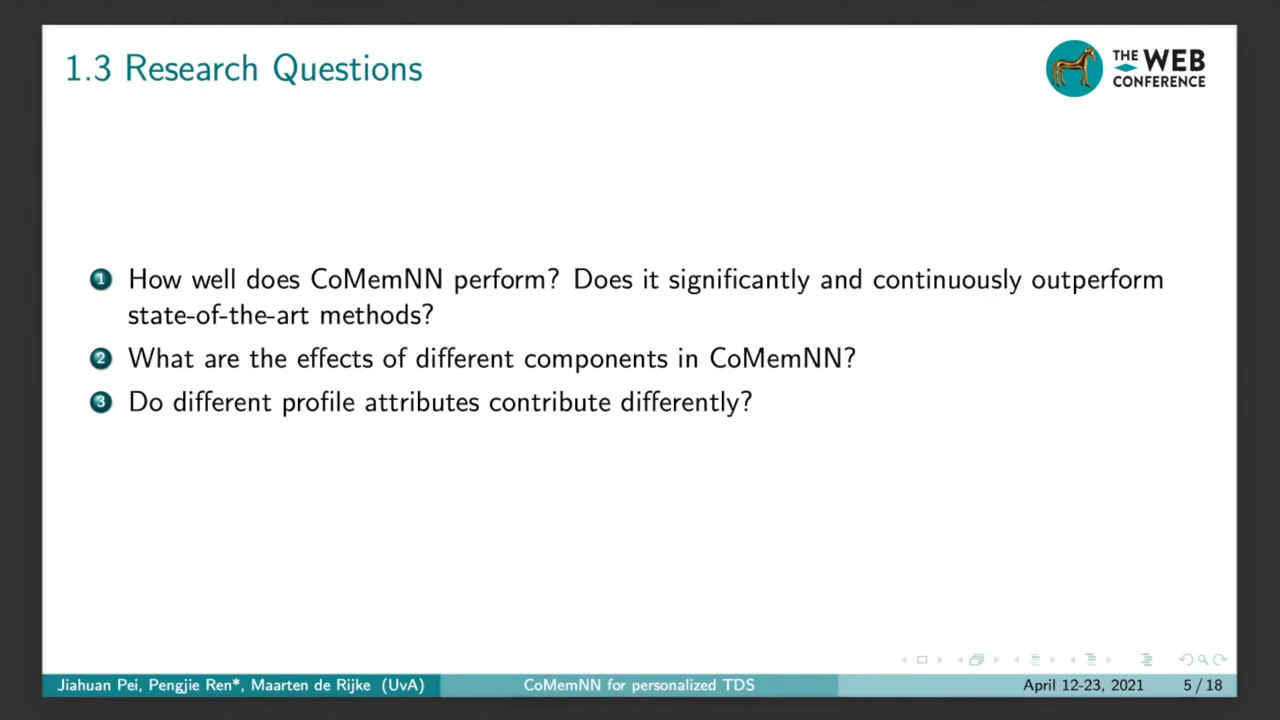 1.3 Research Questions
THE WEB
CONFERENCE
1 How well does CoMemNN perform? Does it significantly and continuously outperform
state-of-the-art methods?
2 What are the effects of different components in CoMemNN?
3 Do different profile attributes contribute differently?
Jiahuan Pei, Pengjie Ren*, Maarten de Rijke (UvA) CoMemNN for personalized TDS April 12-23, 2021 5 / 18